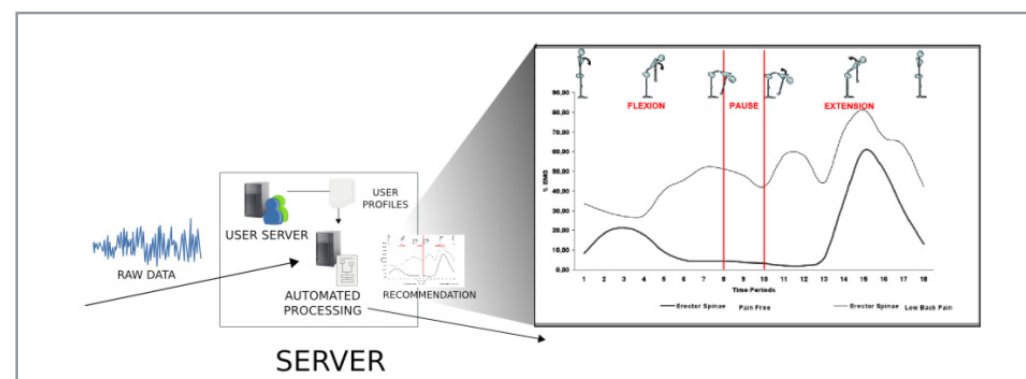 FLEXION
PAUSE
EXTENSION
90,00
80,00
70,00
60,00
50,00
40,00
30,00
20,00
10,00
0,00
% EMG
1 2 3 4 5 6 7 8 9 10 11 12 13 14 15 16 17 18
Time Periods
Erector Spinae Pain Free Erector Spinae Low Back Pain
USER
PROFILES
USER SERVER
RAW DATA
RECOMMENDATION
AUTOMATED
PROCESSING
SERVER